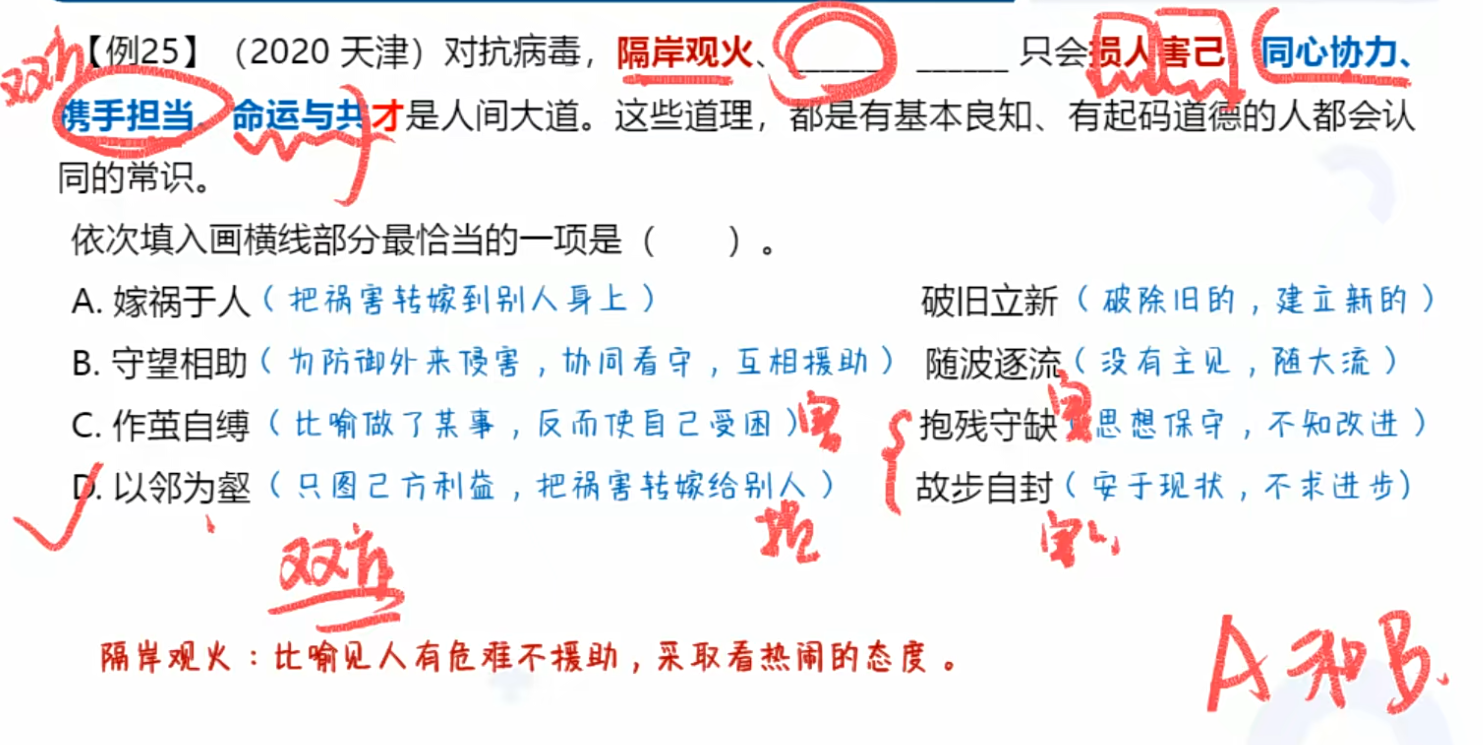 【例25】（2020 天津）对抗病毒，隔岸观火、______ ______ 只会损人害己 同心协力、
双方
携手担当、命运与共才是人间大道。这些道理，都是有基本良知、有起码道德的人都会认
同的常识。
依次填入画横线部分最恰当的一项是（ ）。
A. 嫁祸于人（把祸害转嫁到别人身上） 破旧立新（破除旧的，建立新的）
B. 守望相助（为防御外来侵害，协同看守，互相援助） 随波逐流（没有主见，随大流）
C. 作茧自缚（比喻做了某事，反而使自己受困）害 抱残守缺 害 思想保守，不知改进）
D. 以邻为壑（只图己方利益，把祸害转嫁给别人） 故步自封（安于现状，不求进步）
双方
隔岸观火：比喻见人有危难不援助，采取看热闹的态度。
A和B.